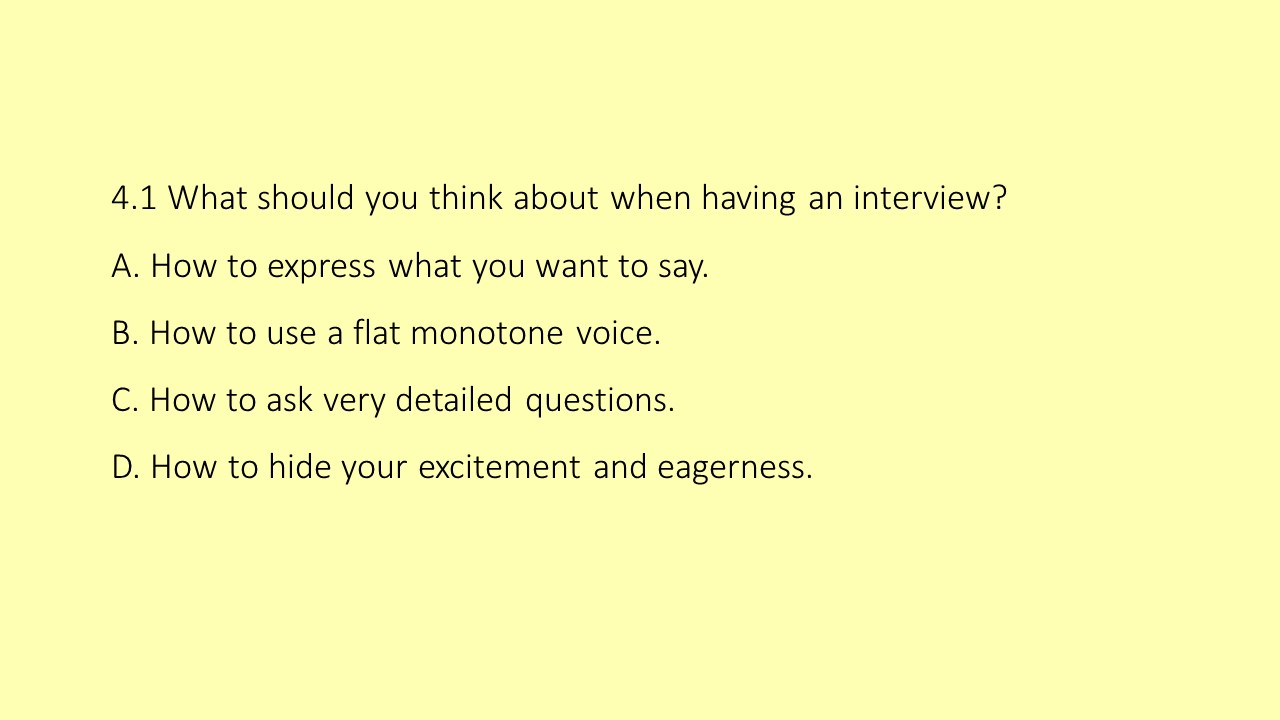 4.1 What should you think about when having an interview?
A. How to express what you want to say.
B. How to use a flat monotone voice.
C. How to ask very detailed questions.
D. How to hide your excitement and eagerness.